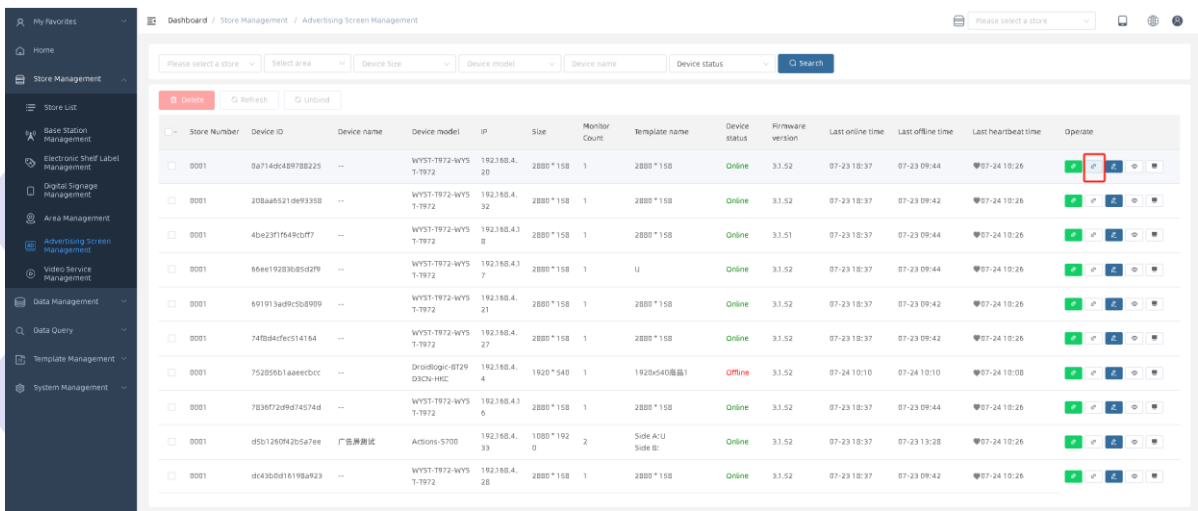 My Favorites
Dashboard / Store Management / Advertising Screen Management
Please select a store
Home
Store Management
Store List
Base Station
Management
Electronic Shelf Label
Management
Digital Signage
Management
Area Management
Advertising Screen
Management
Video Service
Management
Data Management
Data Query
Template Management
System Management
Please select a store Select area Device Size Device model Device name Device status Search
Delete Refresh Unbind
Store Number Device ID Device name Device model IP Size Monitor Count Template name Device status Firmware version Last online time Last offline time Last heartbeat time Operate
0001 0a714dc489788225 -- WYST-T972-WYS 192.168.4. 2880 * 158 1 2880 * 158 Online 3.1.52 07-23 18:37 07-23 09:44 07-24 10:26
T-T972 20
0001 208aa6521de93358 -- WYST-T972-WYS 192.168.4. 2880 * 158 1 2880 * 158 Online 3.1.52 07-23 18:37 07-23 09:42 07-24 10:26
T-T972 32
0001 4be23f1f649cbff7 -- WYST-T972-WYS 192.168.4.1 2880 * 158 1 2880 * 158 Online 3.1.51 07-23 18:37 07-23 09:42 07-24 10:26
T-T972 8
0001 66ee19283b85d2f9 -- WYST-T972-WYS 192.168.4.1 2880 * 158 1 U Online 3.1.52 07-23 18:37 07-23 09:44 07-24 10:26
T-T972 7
0001 691913ad9c5b8909 -- WYST-T972-WYS 192.168.4. 2880 * 158 1 2880 * 158 Online 3.1.52 07-23 18:37 07-23 09:42 07-24 10:26
T-T972 21
0001 74f8d4cfec514164 -- WYST-T972-WYS 192.168.4. 2880 * 158 1 2880 * 158 Online 3.1.52 07-23 18:37 07-23 09:42 07-24 10:26
T-T972 27
0001 752856b1aaeecbcc -- Droidlogic-BT29 192.168.4. 1920 * 540 1 1920x540商品1 Offline 3.1.52 07-24 10:10 07-24 10:10 07-24 10:08
D3CN-HKC 4
0001 7836f72d9d74574d -- WYST-T972-WYS 192.168.4.1 2880 * 158 1 2880 * 158 Online 3.1.52 07-23 18:37 07-23 09:44 07-24 10:26
T-T972 6
0001 d5b1260f42b5a7ee 广告屏测试 Actions-S700 192.168.4. 1080 * 192 2 Side A: U Online 3.1.52 07-23 18:37 07-23 13:28 07-24 10:26
33 0 Side B:
0001 dc43b0d16198a923 -- WYST-T972-WYS 192.168.4. 2880 * 158 1 2880 * 158 Online 3.1.52 07-23 18:37 07-23 09:42 07-24 10:26
T-T972 28